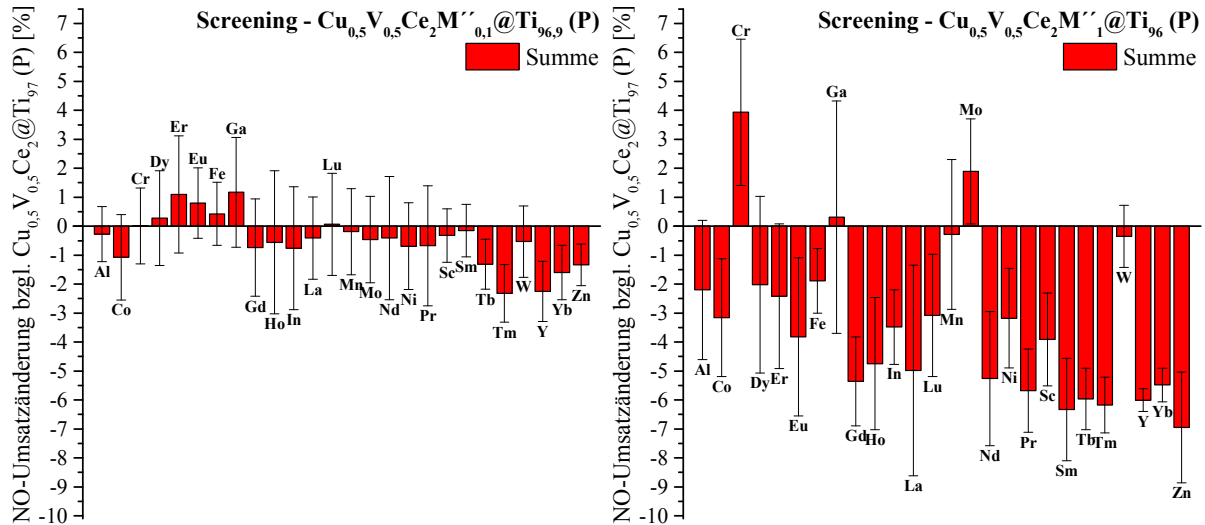 Screening - Cu0,5V0,5Ce2M´´0,1@Ti96,9 (P)
Summe
NO-Umsatzänderung bzgl. Cu0,5V0,5Ce2@Ti97 (P) [%]
7
6
5
4
3
2
1
0
-1
-2
-3
-4
-5
-6
-7
-8
-9
-10
Al
Co
Cr
Dy
Er
Eu
Fe
Ga
Gd
Ho
In
La
Lu
Mn
Mo
Nd
Ni
Pr
Sc
Sm
Tb
Tm
W
Y
Yb
Zn
Screening - Cu0,5V0,5Ce2M´´1@Ti96 (P)
Summe
NO-Umsatzänderung bzgl. Cu0,5V0,5Ce2@Ti97 (P) [%]
7
6
5
4
3
2
1
0
-1
-2
-3
-4
-5
-6
-7
-8
-9
-10
Al
Co
Cr
Dy
Er
Eu
Fe
Ga
Gd
Ho
In
La
Lu
Mn
Mo
Nd
Ni
Pr
Sc
Sm
Tb
Tm
W
Y
Yb
Zn